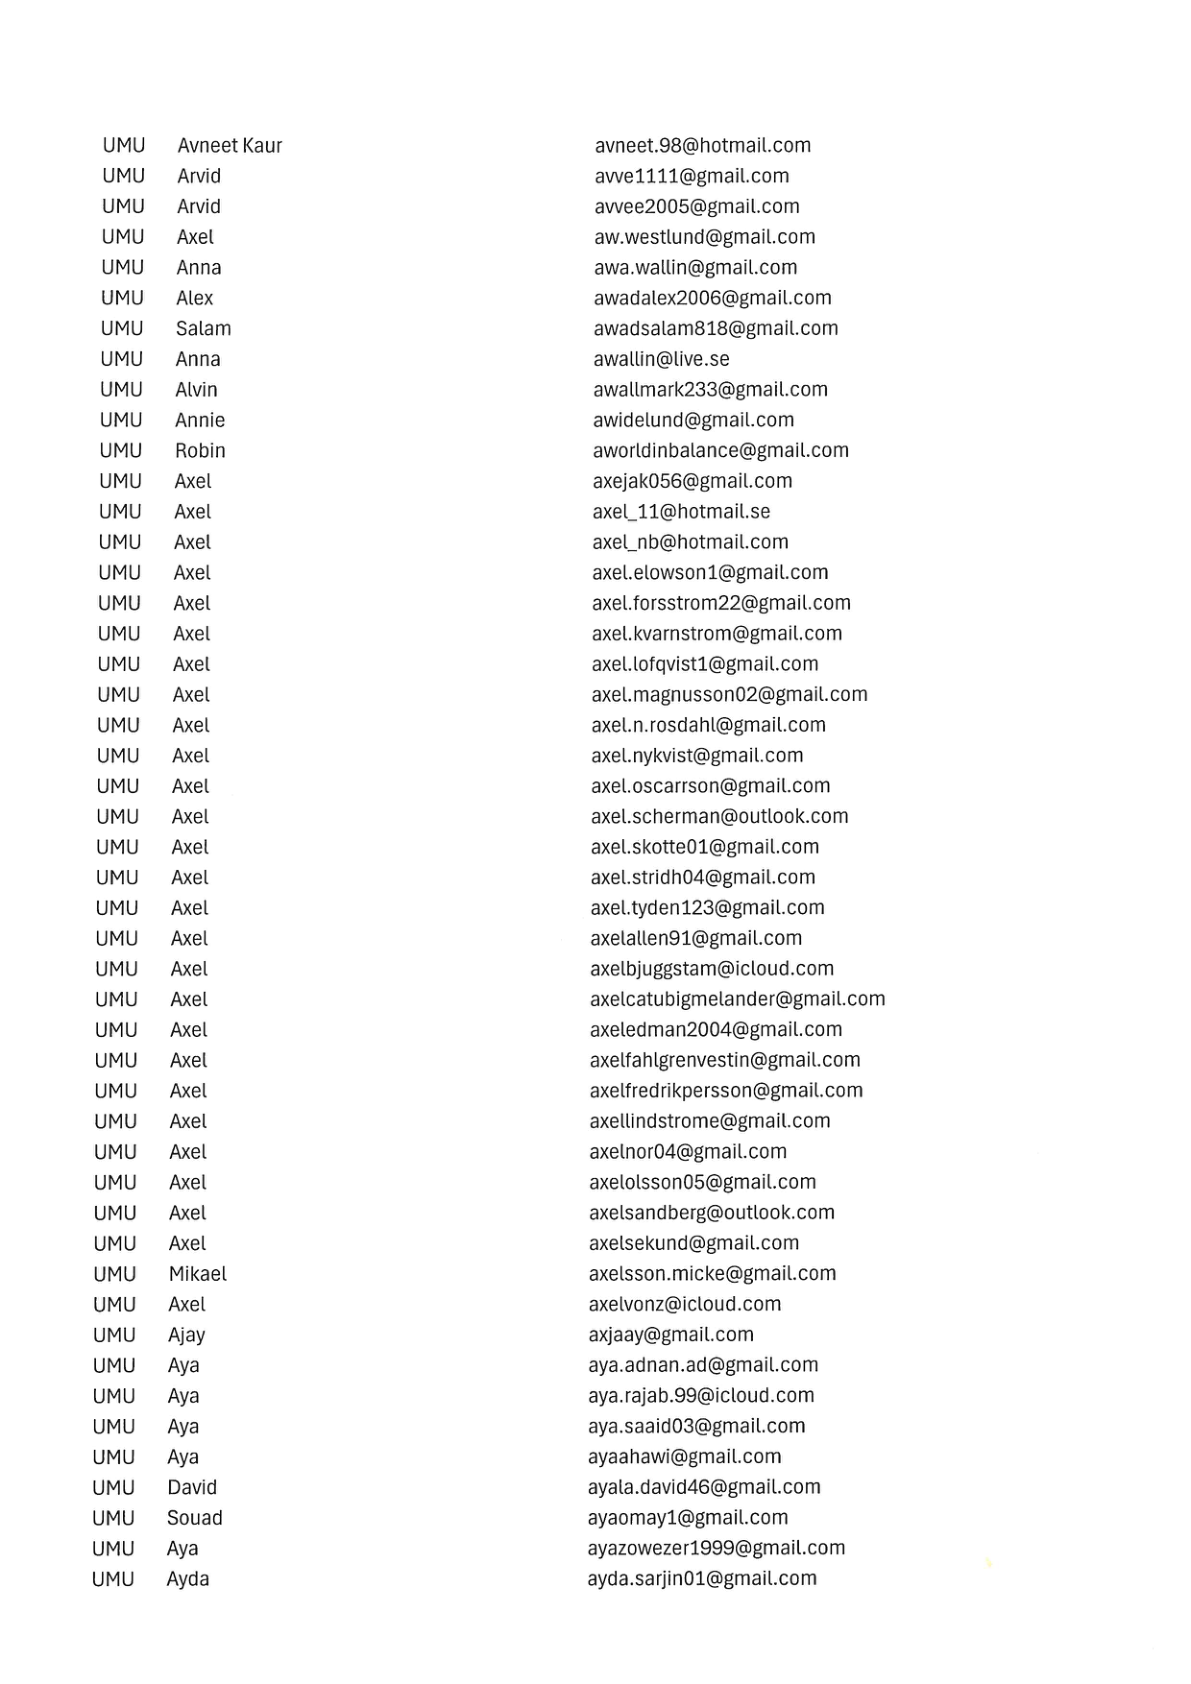 UMU Avneet Kaur avneet.98@hotmail.com
UMU Arvid avve1111@gmail.com
UMU Arvid avvee2005@gmail.com
UMU Axel aw.westlund@gmail.com
UMU Anna awa.wallin@gmail.com
UMU Alex awadalex2006@gmail.com
UMU Salam awadsalam818@gmail.com
UMU Anna awallin@live.se
UMU Alvin awallmark233@gmail.com
UMU Annie awidelund@gmail.com
UMU Robin aworldinbalance@gmail.com
UMU Axel axejak056@gmail.com
UMU Axel axel_11@hotmail.se
UMU Axel axel_nb@hotmail.com
UMU Axel axel.elowson1@gmail.com
UMU Axel axel.forsstrom22@gmail.com
UMU Axel axel.kvarnstrom@gmail.com
UMU Axel axel.lofqvist1@gmail.com
UMU Axel axel.magnusson02@gmail.com
UMU Axel axel.n.rosdahl@gmail.com
UMU Axel axel.nykvist@gmail.com
UMU Axel axel.oscarrson@gmail.com
UMU Axel axel.scherman@outlook.com
UMU Axel axel.skotte01@gmail.com
UMU Axel axel.stridh04@gmail.com
UMU Axel axel.tyden123@gmail.com
UMU Axel axelallen91@gmail.com
UMU Axel axelbjuggstam@icloud.com
UMU Axel axelcatubigmelander@gmail.com
UMU Axel axeledman2004@gmail.com
UMU Axel axelfahlgrenvestin@gmail.com
UMU Axel axelfredrikpersson@gmail.com
UMU Axel axellindstrome@gmail.com
UMU Axel axelnor04@gmail.com
UMU Axel axelolsson05@gmail.com
UMU Axel axelsandberg@outlook.com
UMU Axel axelsekund@gmail.com
UMU Mikael axelsson.micke@gmail.com
UMU Axel axelvonz@icloud.com
UMU Ajay axjaay@gmail.com
UMU Aya aya.adnan.ad@gmail.com
UMU Aya aya.rajab.99@icloud.com
UMU Aya aya.saaid03@gmail.com
UMU Aya ayaahawi@gmail.com
UMU David ayala.david46@gmail.com
UMU Souad ayaomay1@gmail.com
UMU Aya ayazowezer1999@gmail.com
UMU Ayda ayda.sarjin01@gmail.com